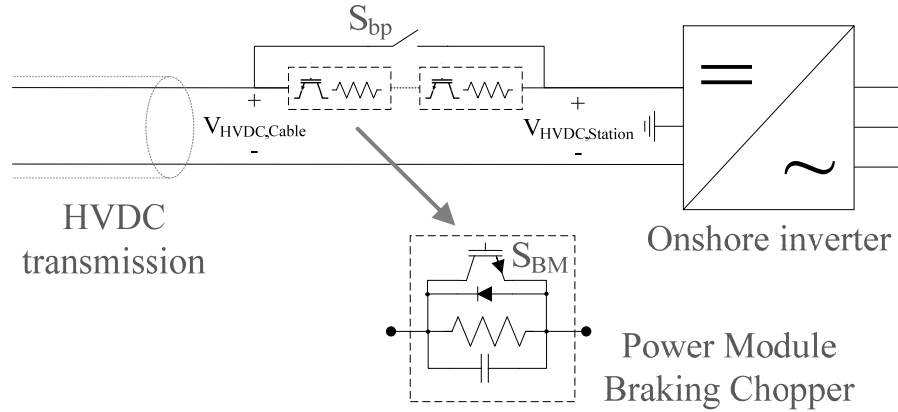 S_bp
+
+
V_HVDC,Cable
V_HVDC,Station
-
-
HVDC
transmission
Onshore inverter
S_BM
Power Module
Braking Chopper